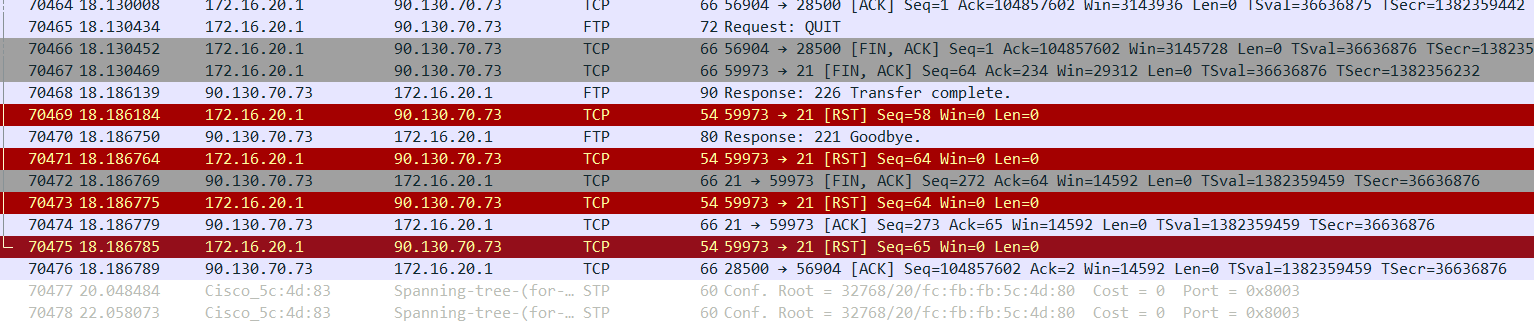 70464 18.130008 172.16.20.1 90.130.70.73 TCP 66 56904 → 28500 [ACK] Seq=1 Ack=104857602 Win=3143936 Len=0 TSval=36636875 TSecr=1382359442
70465 18.130434 172.16.20.1 90.130.70.73 FTP 72 Request: QUIT
70466 18.130452 172.16.20.1 90.130.70.73 TCP 66 56904 → 28500 [FIN, ACK] Seq=1 Ack=104857602 Win=3145728 Len=0 TSval=36636876 TSecr=138235
70467 18.130469 172.16.20.1 90.130.70.73 TCP 66 59973 → 21 [FIN, ACK] Seq=64 Ack=234 Win=29312 Len=0 TSval=36636876 TSecr=1382356232
70468 18.186139 90.130.70.73 172.16.20.1 FTP 90 Response: 226 Transfer complete.
70469 18.186184 172.16.20.1 90.130.70.73 TCP 54 59973 → 21 [RST] Seq=58 Win=0 Len=0
70470 18.186750 90.130.70.73 172.16.20.1 FTP 80 Response: 221 Goodbye.
70471 18.186764 172.16.20.1 90.130.70.73 TCP 54 59973 → 21 [RST] Seq=64 Win=0 Len=0
70472 18.186769 90.130.70.73 172.16.20.1 TCP 66 21 → 59973 [FIN, ACK] Seq=272 Ack=64 Win=14592 Len=0 TSval=1382359459 TSecr=36636876
70473 18.186775 172.16.20.1 90.130.70.73 TCP 54 59973 → 21 [RST] Seq=64 Win=0 Len=0
70474 18.186779 90.130.70.73 172.16.20.1 TCP 66 21 → 59973 [ACK] Seq=273 Ack=65 Win=14592 Len=0 TSval=1382359459 TSecr=36636876
70475 18.186785 172.16.20.1 90.130.70.73 TCP 54 59973 → 21 [RST] Seq=65 Win=0 Len=0
70476 18.186789 90.130.70.73 172.16.20.1 TCP 66 28500 → 56904 [ACK] Seq=104857602 Ack=2 Win=14592 Len=0 TSval=1382359459 TSecr=36636876
70477 20.048484 Cisco_5c:4d:83 Spanning-tree-(for-… STP 60 Conf. Root = 32768/20/fc:fb:fb:5c:4d:80 Cost = 0 Port = 0x8003
70478 22.058073 Cisco_5c:4d:83 Spanning-tree-(for-… STP 60 Conf. Root = 32768/20/fc:fb:fb:5c:4d:80 Cost = 0 Port = 0x8003